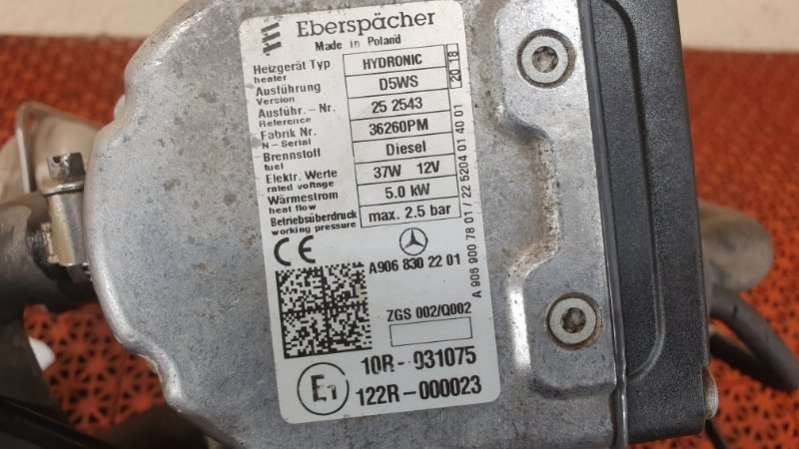 Eberspächer
Made in Poland
Heizgerät Typ HYDRONIC 20 18
heater
Ausführung D5WS
Version
Ausführ.-Nr. 25 2543
Reference
Fabrik Nr. 36260PM
N-Serial
Brennstoff Diesel
fuel
Elektr. Werte 37W 12V
rated voltage
Wärmestrom 5.0 kW
heat flow
Betriebsüberdruck max. 2.5 bar
working pressure
A 906 900 78 01 / 22 5204 01 40 01
CE
A906 830 22 01
ZGS 002/Q002
10R-031075
E1
122R-000023